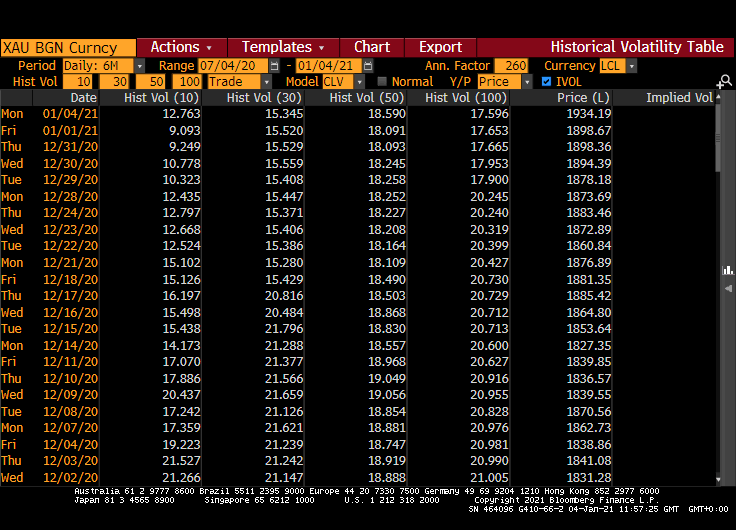 XAU BGN Curncy Actions Templates Chart Export Historical Volatility Table
Period Daily: 6M Range 07/04/20 - 01/04/21 Ann. Factor 260 Currency LCL
Hist Vol 10 30 50 100 Trade Model CLV Normal Y/P Price IVOL
Date Hist Vol (10) Hist Vol (30) Hist Vol (50) Hist Vol (100) Price (L) Implied Vol
Mon 01/04/21 12.763 15.345 18.590 17.596 1934.19
Fri 01/01/21 9.093 15.520 18.091 17.653 1898.67
Thu 12/31/20 9.249 15.529 18.093 17.665 1898.36
Wed 12/30/20 10.778 15.559 18.245 17.953 1894.39
Tue 12/29/20 10.323 15.408 18.258 17.900 1878.18
Mon 12/28/20 12.435 15.447 18.252 20.245 1873.69
Thu 12/24/20 12.797 15.371 18.227 20.240 1883.46
Wed 12/23/20 12.668 15.406 18.208 20.319 1872.89
Tue 12/22/20 12.524 15.386 18.164 20.399 1860.84
Mon 12/21/20 15.102 15.280 18.109 20.427 1876.89
Fri 12/18/20 15.126 15.429 18.490 20.730 1881.35
Thu 12/17/20 16.197 20.816 18.503 20.729 1885.42
Wed 12/16/20 15.498 20.484 18.868 20.712 1864.80
Tue 12/15/20 15.438 21.796 18.830 20.713 1853.64
Mon 12/14/20 14.173 21.288 18.557 20.600 1827.35
Fri 12/11/20 17.070 21.377 18.968 20.627 1839.85
Thu 12/10/20 17.886 21.566 19.049 20.916 1836.57
Wed 12/09/20 20.437 21.659 19.056 20.955 1839.55
Tue 12/08/20 17.242 21.126 18.854 20.828 1870.56
Mon 12/07/20 17.359 21.621 18.881 20.976 1862.73
Fri 12/04/20 19.223 21.239 18.747 20.981 1838.86
Thu 12/03/20 21.527 21.242 18.919 20.990 1841.08
Wed 12/02/20 21.266 21.147 18.888 21.005 1831.28
Australia 61 2 9777 8600 Brazil 5511 2395 9000 Europe 44 20 7330 7500 Germany 49 69 9204 1210 Hong Kong 852 2977 6000
Japan 81 3 4565 8900 Singapore 65 6212 1000 U.S. 1 212 318 2000 Copyright 2021 Bloomberg Finance L.P.
SN 464096 G410-66-2 04-Jan-21 11:57:25 GMT GMT+0:00